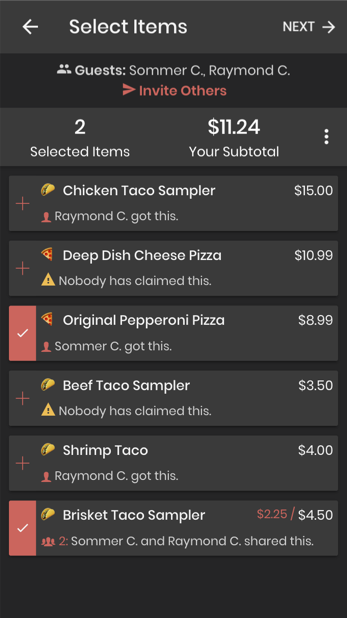 Select Items
NEXT
Guests: Sommer C., Raymond C.
Invite Others
2 $11.24
Selected Items Your Subtotal
Chicken Taco Sampler $15.00
Raymond C. got this.
Deep Dish Cheese Pizza $10.99
Nobody has claimed this.
Original Pepperoni Pizza $8.99
Sommer C. got this.
Beef Taco Sampler $3.50
Nobody has claimed this.
Shrimp Taco $4.00
Raymond C. got this.
Brisket Taco Sampler $2.25 / $4.50
2: Sommer C. and Raymond C. shared this.